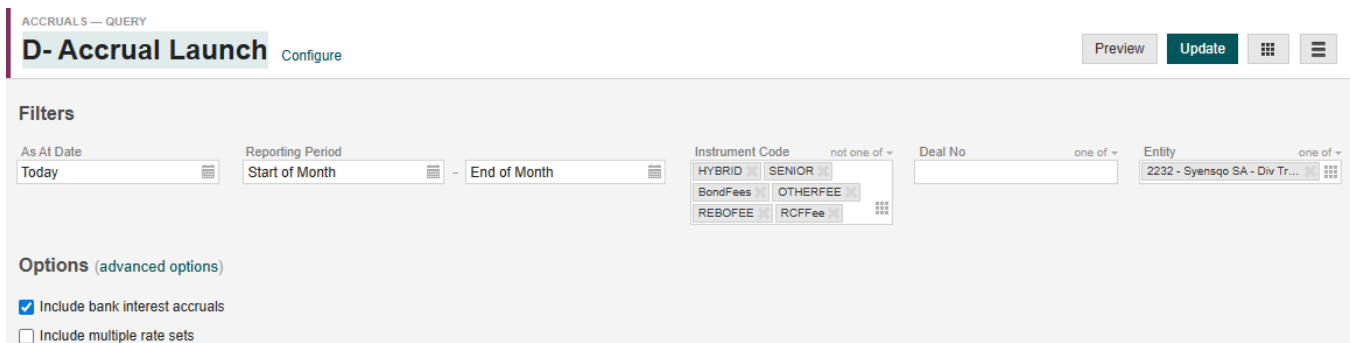 ACCRUALS — QUERY
D- Accrual Launch Configure
Preview Update
Filters
As At Date Reporting Period Instrument Code not one of Deal No one of Entity one of
Today Start of Month – End of Month HYBRID SENIOR 2232 - Syensqo SA - Div Tr...
BondFees OTHERFEE
REBOFEE RCFFee
Options (advanced options)
Include bank interest accruals
Include multiple rate sets